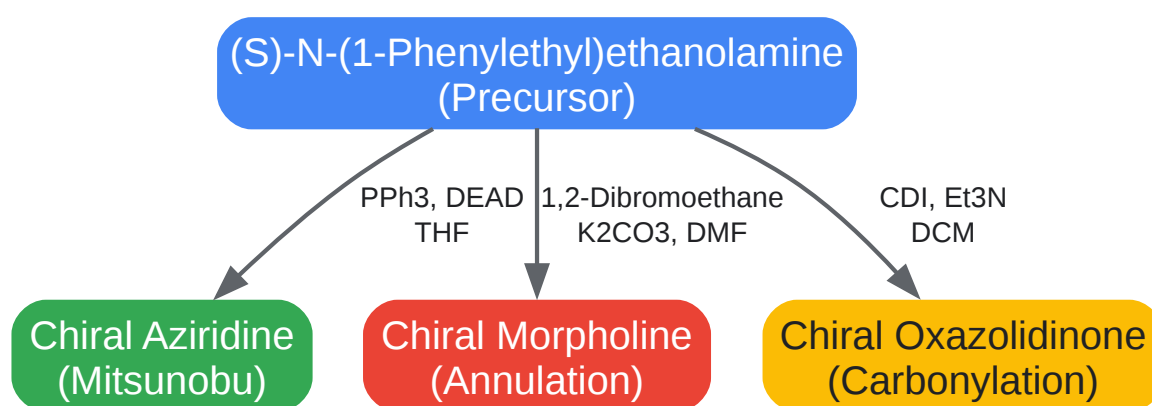 (S)-N-(1-Phenylethyl)ethanolamine
(Precursor)
PPh3, DEAD
THF
1,2-Dibromoethane
K2CO3, DMF
CDI, Et3N
DCM
Chiral Aziridine
(Mitsunobu)
Chiral Morpholine
(Annulation)
Chiral Oxazolidinone
(Carbonylation)